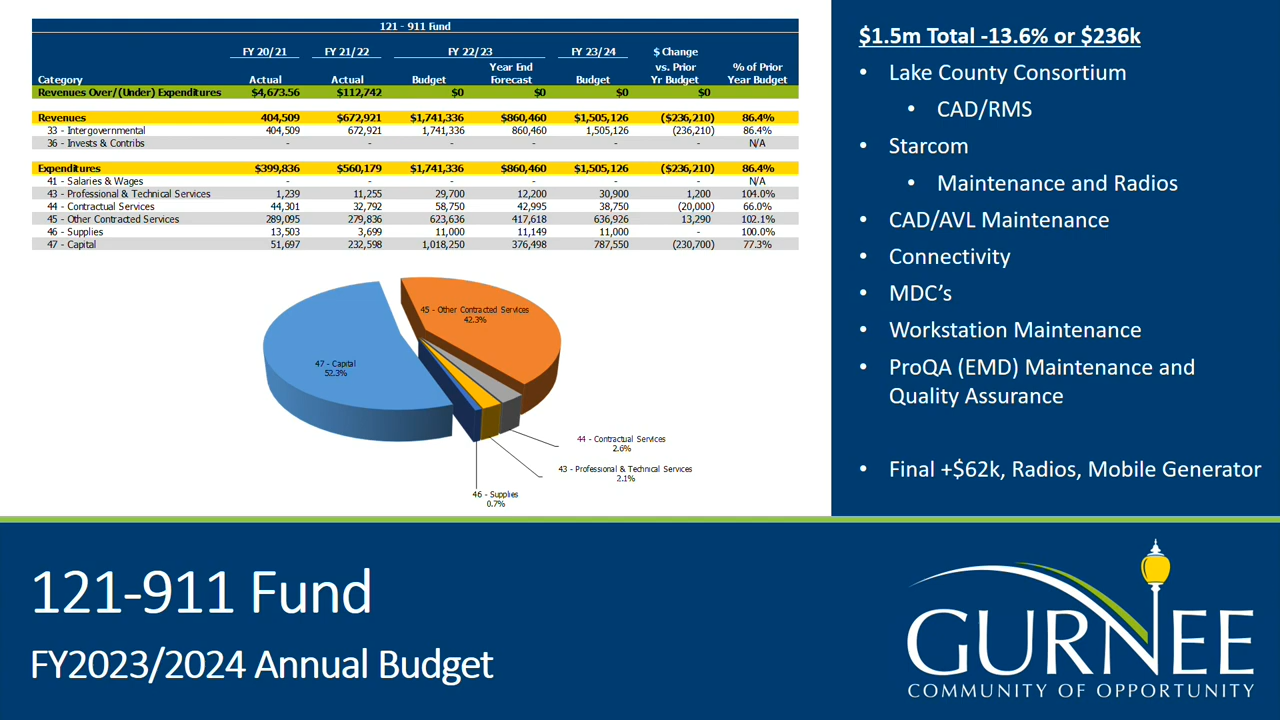 121 - 911 Fund
FY 20/21 FY 21/22 FY 22/23 FY 23/24 $ Change
Year End vs. Prior % of Prior
Category Actual Actual Budget Forecast Budget Yr Budget Year Budget
Revenues Over/(Under) Expenditures $4,673.56 $112,742 $0 $0 $0 $0
Revenues 404,509 $672,921 $1,741,336 $860,460 $1,505,126 ($236,210) 86.4%
33 - Intergovernmental 404,509 672,921 1,741,336 860,460 1,505,126 (236,210) 86.4%
36 - Invests & Contribs - - - - - - N/A
Expenditures $399,836 $560,179 $1,741,336 $860,460 $1,505,126 ($236,210) 86.4%
41 - Salaries & Wages - - - - - - N/A
43 - Professional & Technical Services 1,239 11,255 29,700 12,200 30,900 1,200 104.0%
44 - Contractual Services 44,301 32,792 58,750 42,995 38,750 (20,000) 66.0%
45 - Other Contracted Services 289,095 279,836 623,636 417,618 636,926 13,290 102.1%
46 - Supplies 13,503 3,699 11,000 11,149 11,000 - 100.0%
47 - Capital 51,697 232,598 1,018,250 376,498 787,550 (230,700) 77.3%
45 - Other Contracted Services
42.3%
47 - Capital
52.3%
44 - Contractual Services
2.6%
43 - Professional & Technical Services
2.1%
46 - Supplies
0.7%
$1.5m Total -13.6% or $236k
• Lake County Consortium
• CAD/RMS
• Starcom
• Maintenance and Radios
• CAD/AVL Maintenance
• Connectivity
• MDC’s
• Workstation Maintenance
• ProQA (EMD) Maintenance and
Quality Assurance
• Final +$62k, Radios, Mobile Generator
121-911 Fund
FY2023/2024 Annual Budget
GURNEE
COMMUNITY OF OPPORTUNITY